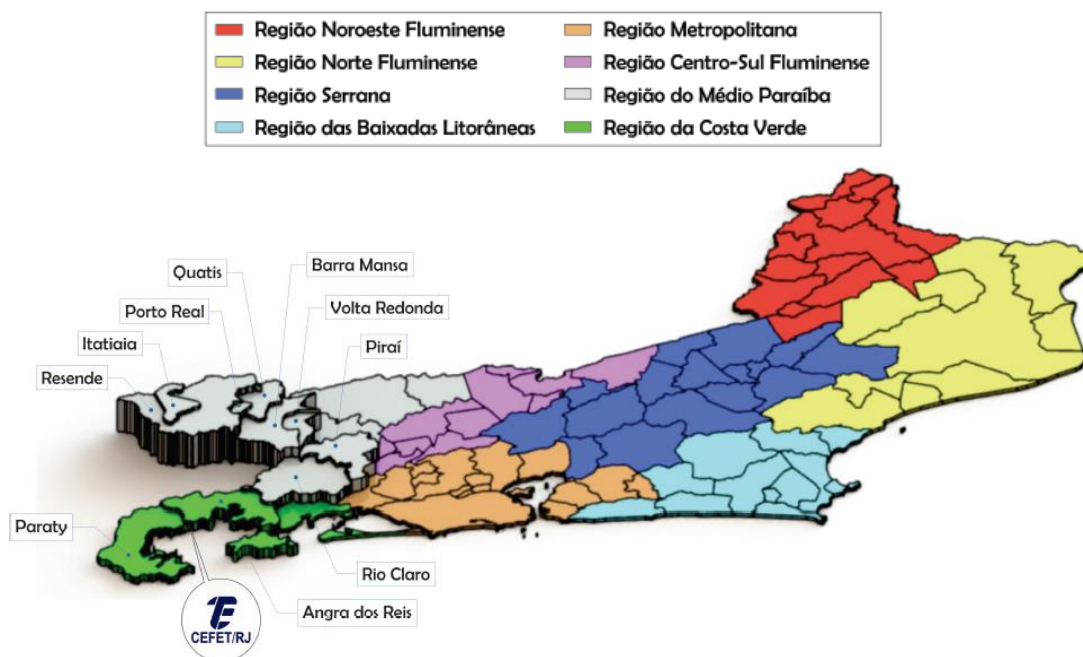 Região Noroeste Fluminense
Região Norte Fluminense
Região Serrana
Região das Baixadas Litorâneas
Região Metropolitana
Região Centro-Sul Fluminense
Região do Médio Paraíba
Região da Costa Verde
Barra Mansa
Quatis
Porto Real
Volta Redonda
Itatiaia
Piraí
Resende
Paraty
Rio Claro
Angra dos Reis
CEFET/RJ